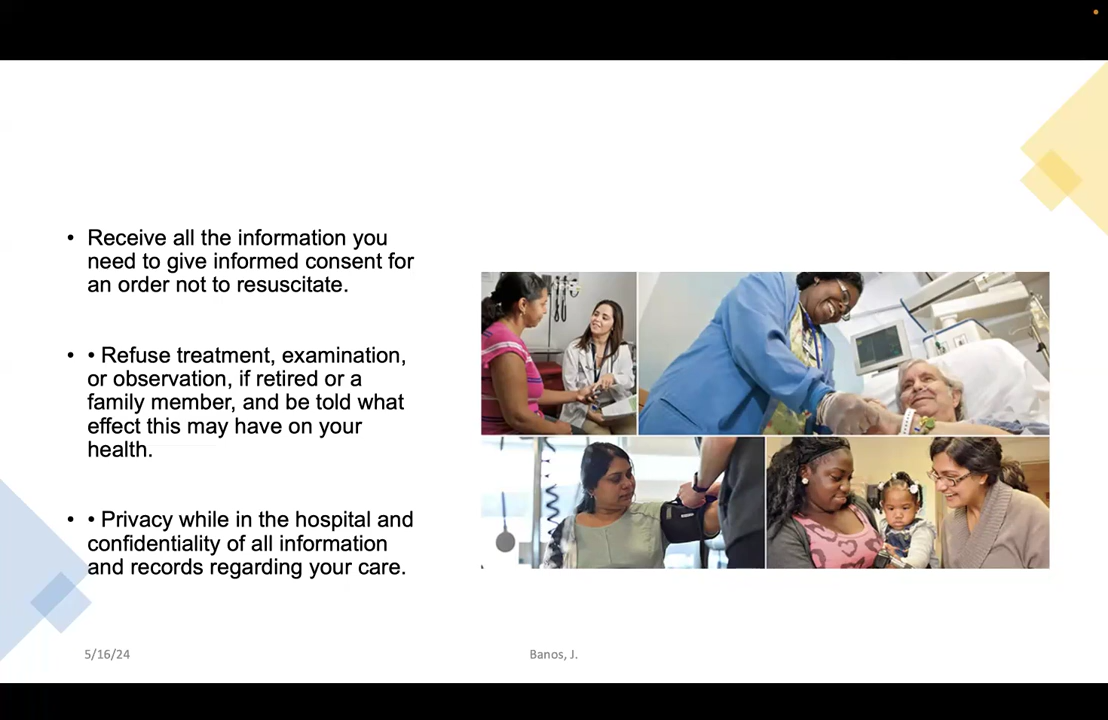 • Receive all the information you
need to give informed consent for
an order not to resuscitate.
• • Refuse treatment, examination,
or observation, if retired or a
family member, and be told what
effect this may have on your
health.
• • Privacy while in the hospital and
confidentiality of all information
and records regarding your care.
5/16/24
Banos, J.